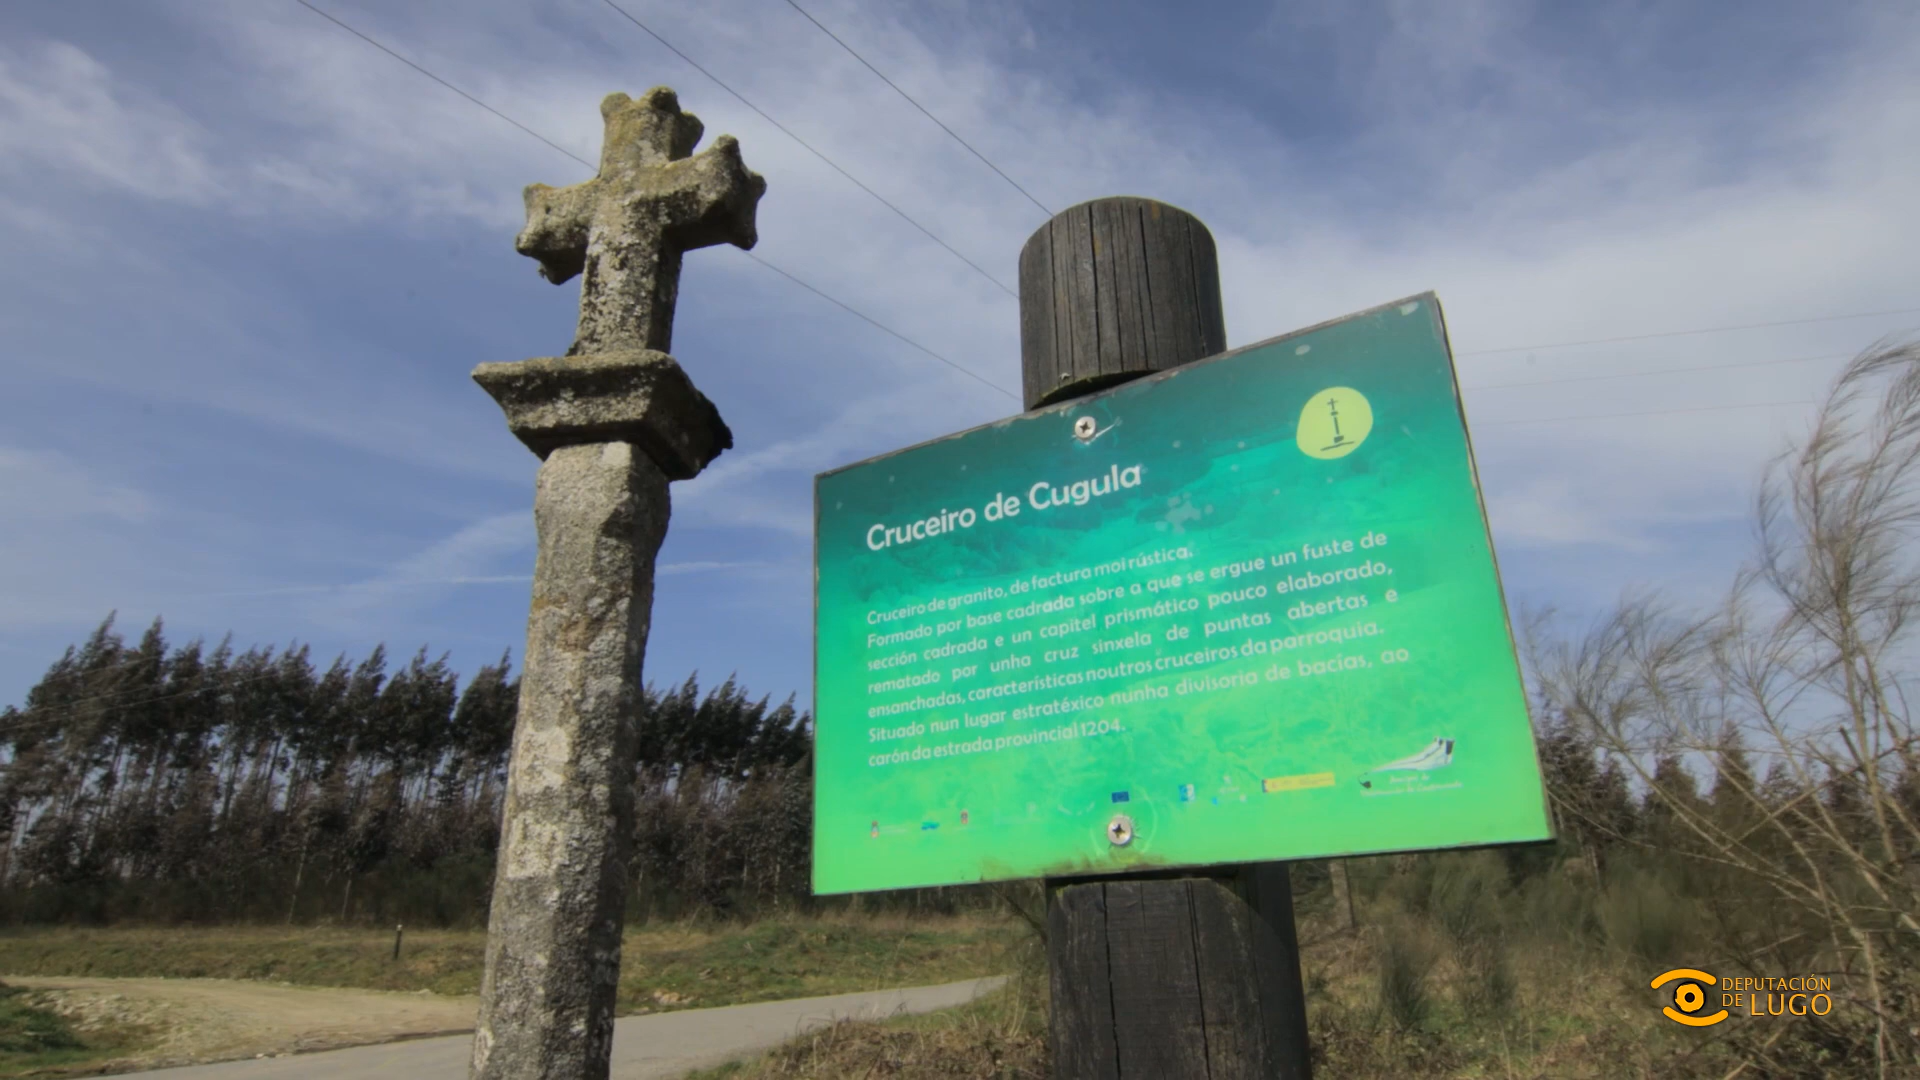 Cruceiro de Cugula
Cruceiro de granito, de factura moi rústica.
Formado por base cadrada sobre a que se ergue un fuste de
sección cadrada e un capitel prismático pouco elaborado,
rematado por unha cruz sinxela de puntas abertas e
ensanchadas, características noutros cruceiros da parroquia.
Situado nun lugar estratéxico nunha divisoria de bacías, ao
carón da estrada provincial 1204.
DEPUTACIÓN
DE LUGO